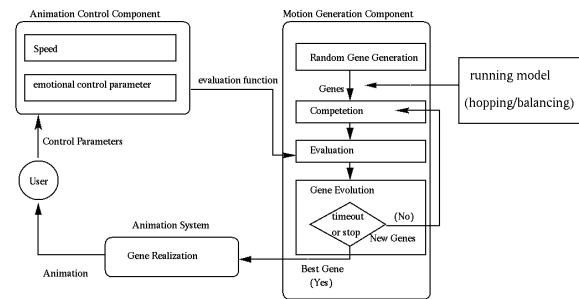 Animation Control Component
Speed
emotional control parameter
Control Parameters
User
Animation
evaluation function
Motion Generation Component
Random Gene Generation
Genes
Competetion
Evaluation
Gene Evolution
timeout
or stop
(No)
New Genes
Best Gene
(Yes)
running model
(hopping/balancing)
Animation System
Gene Realization